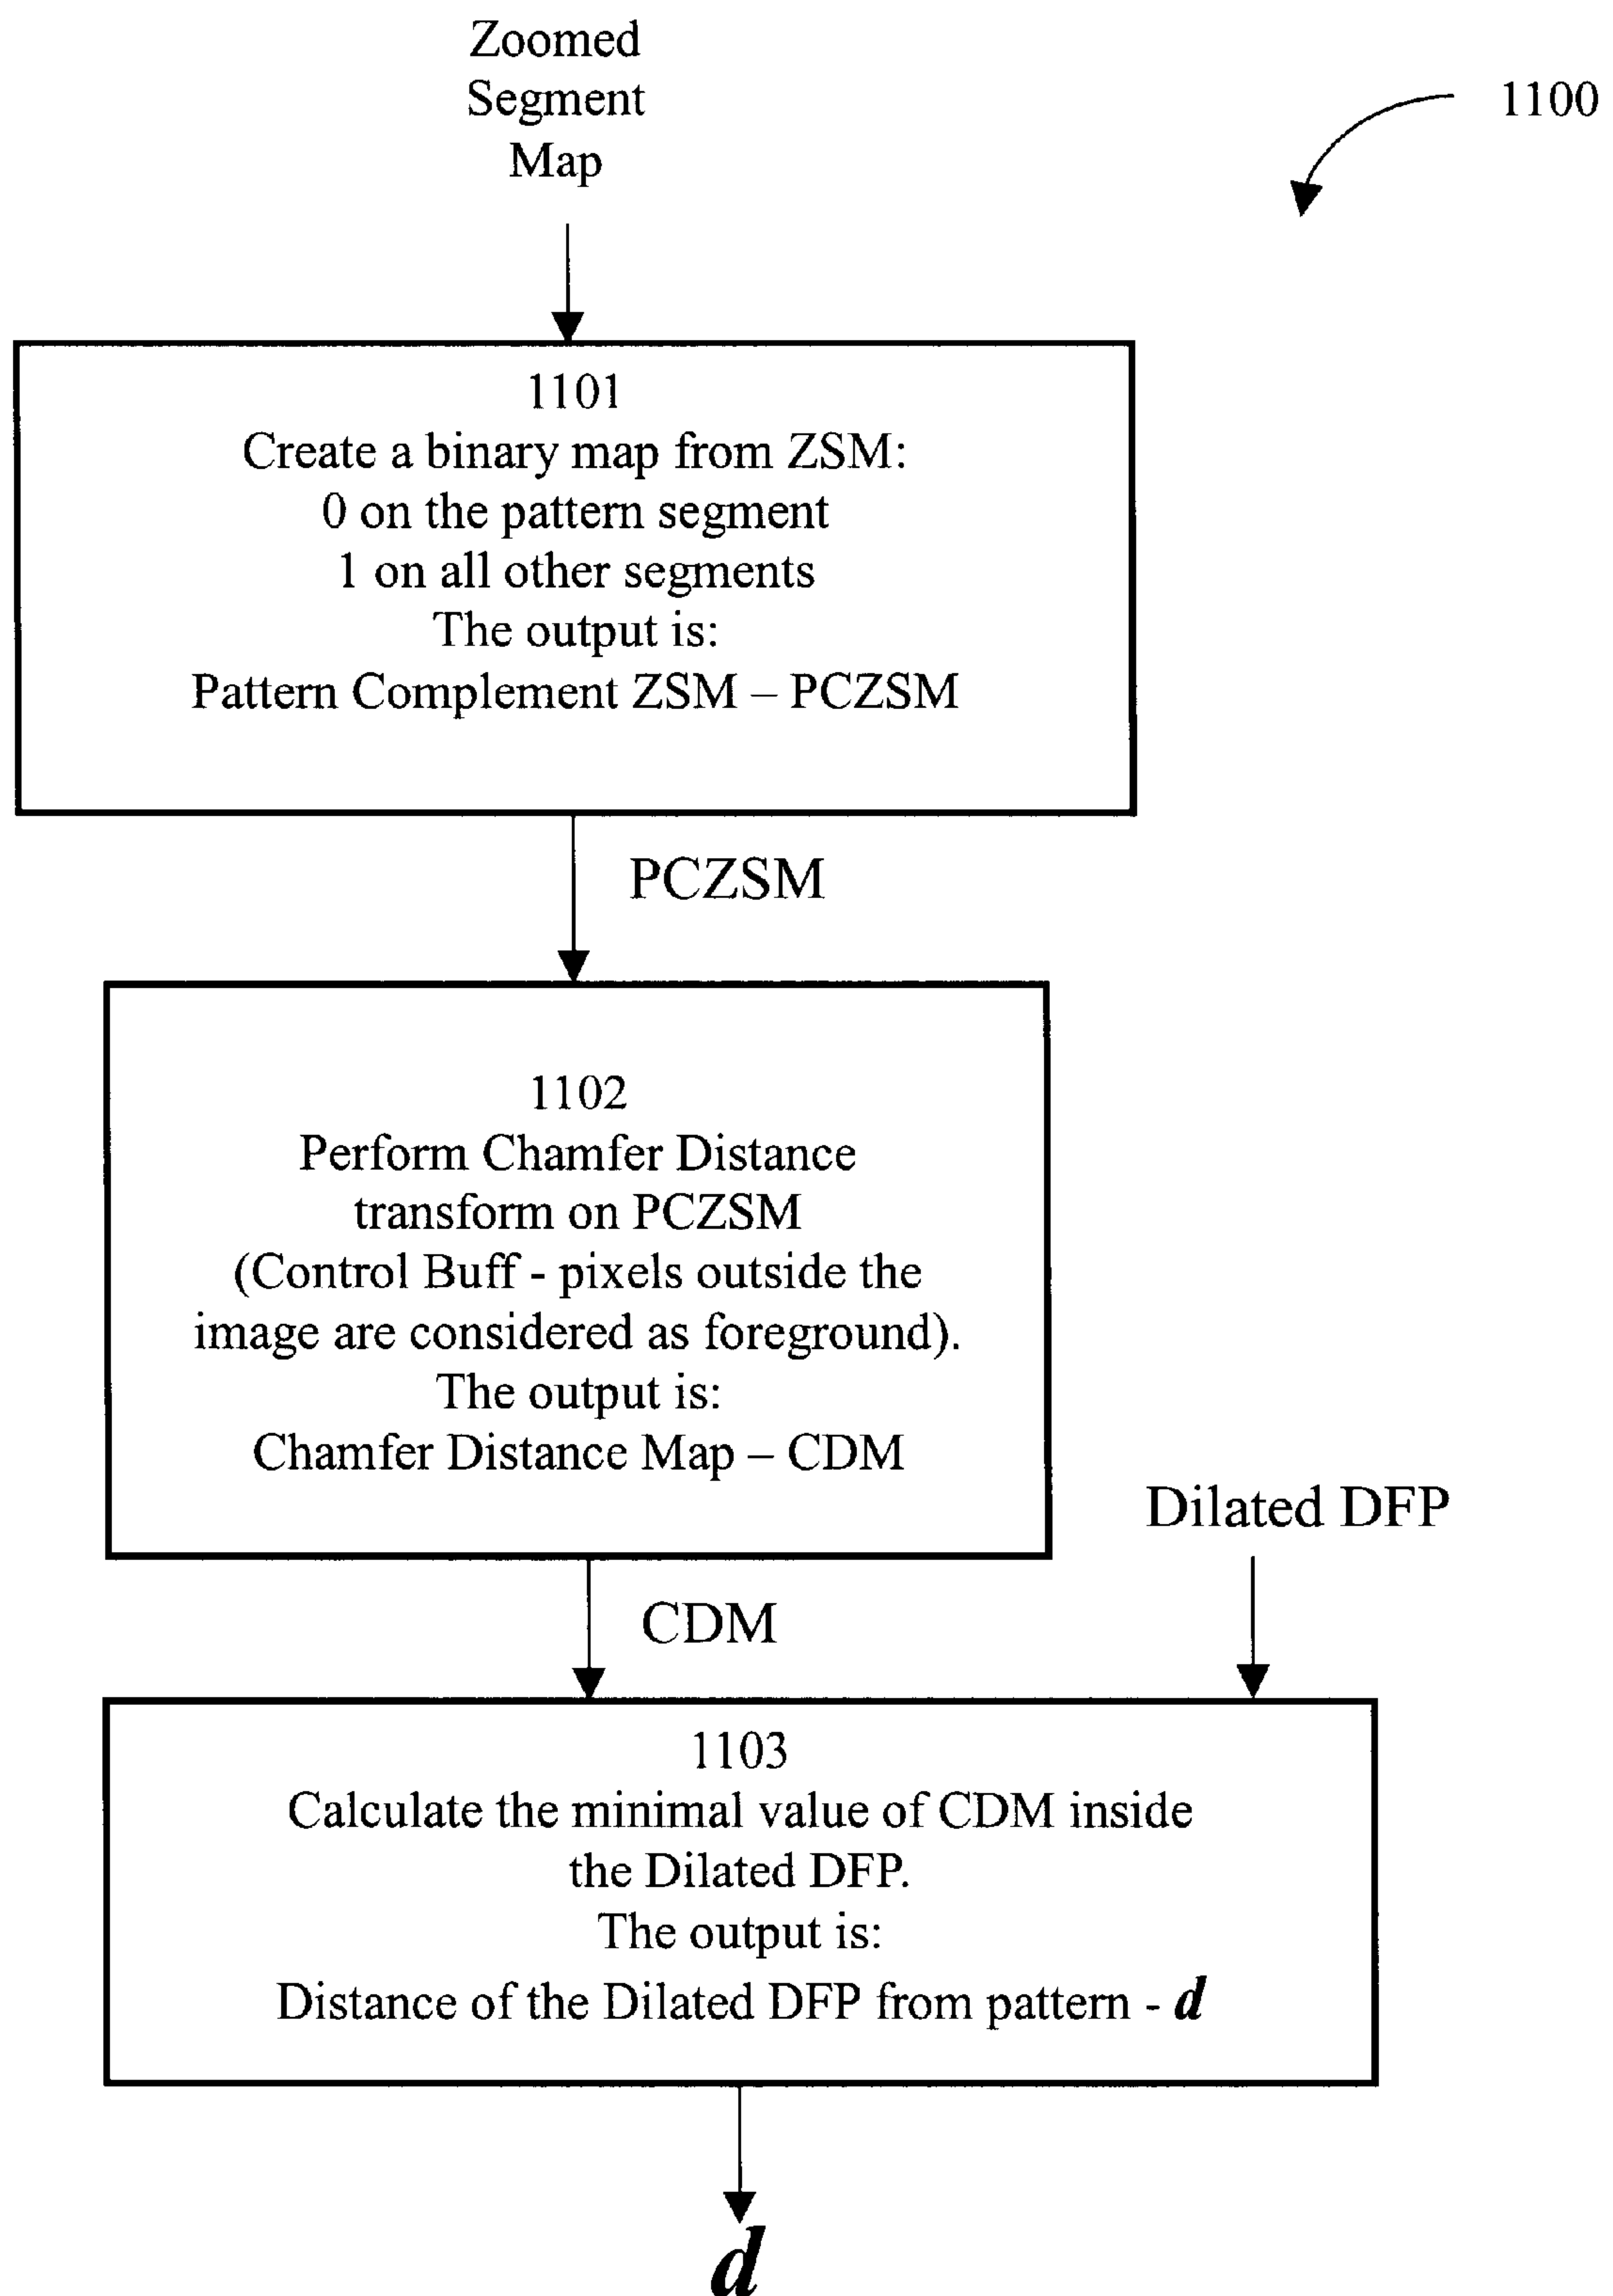 Zoomed
Segment
Map
1100
1101
Create a binary map from ZSM:
0 on the pattern segment
1 on all other segments
The output is:
Pattern Complement ZSM – PCZSM
PCZSM
1102
Perform Chamfer Distance
transform on PCZSM
(Control Buff - pixels outside the
image are considered as foreground).
The output is:
Chamfer Distance Map – CDM
Dilated DFP
CDM
1103
Calculate the minimal value of CDM inside
the Dilated DFP.
The output is:
Distance of the Dilated DFP from pattern - d
d